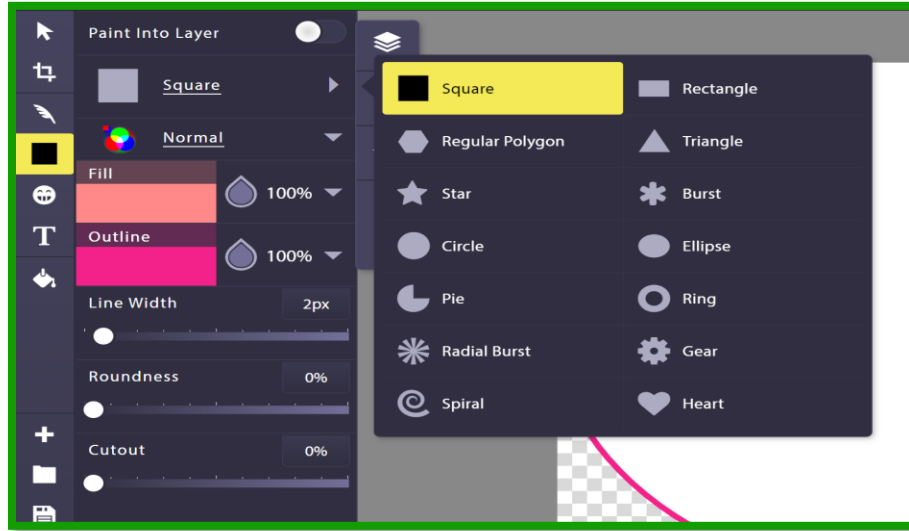 Paint Into Layer
Square
Normal
Fill
100%
Outline
100%
Line Width 2px
Roundness 0%
Cutout 0%
T
Square Rectangle
Regular Polygon Triangle
Star Burst
Circle Ellipse
Pie Ring
Radial Burst Gear
Spiral Heart